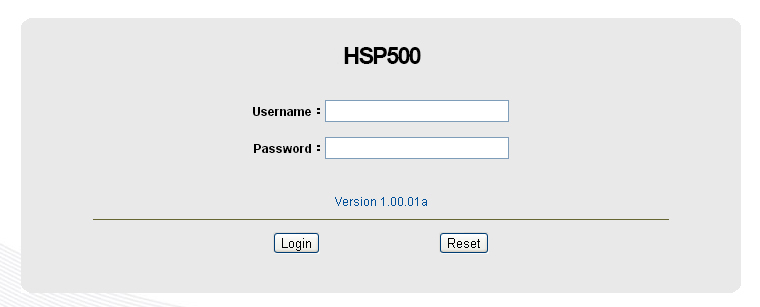 HSP500
Username :
Password :
Version 1.00.01a
Login Reset